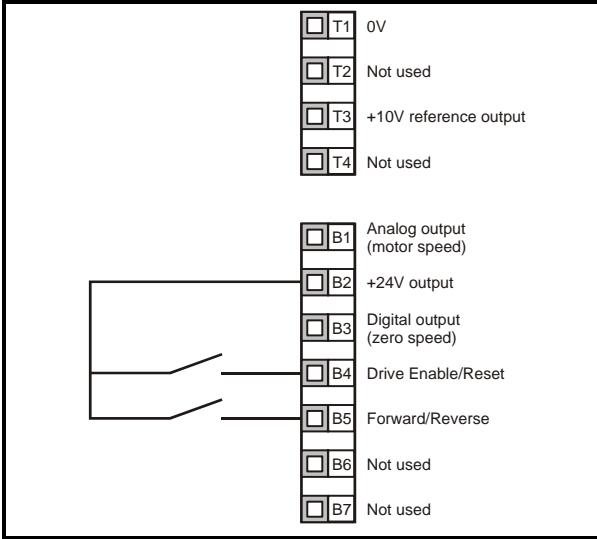 T1 0V
T2 Not used
T3 +10V reference output
T4 Not used
B1 Analog output
(motor speed)
B2 +24V output
B3 Digital output
(zero speed)
B4 Drive Enable/Reset
B5 Forward/Reverse
B6 Not used
B7 Not used